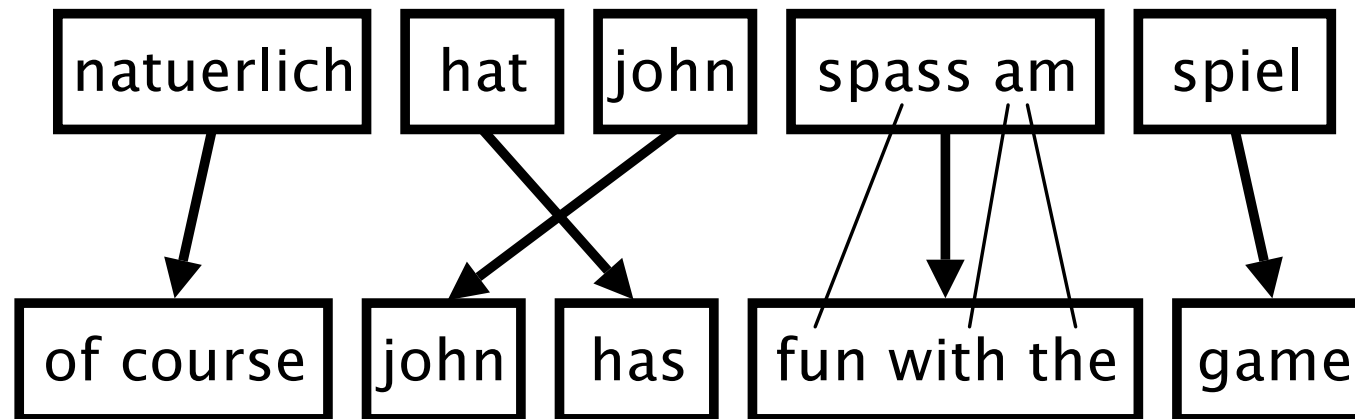 natuerlich hat john spass am spiel
of course john has fun with the game